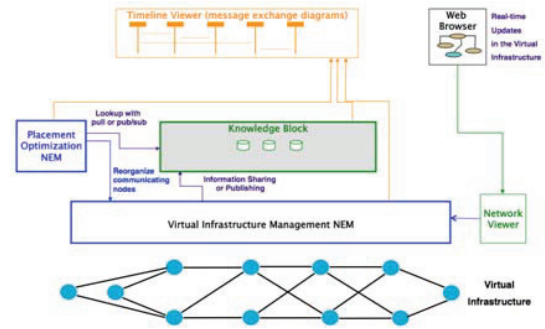 Timeline Viewer (message exchange diagrams)
Web
Browser
Real-time
Updates
in the Virtual
Infrastructure
Lookup with
pull or pub/sub
Placement
Optimization
NEM
Knowledge Block
Reorganize
communicating
nodes
Information Sharing
or Publishing
Virtual Infrastructure Management NEM
Network
Viewer
Virtual
Infrastructure